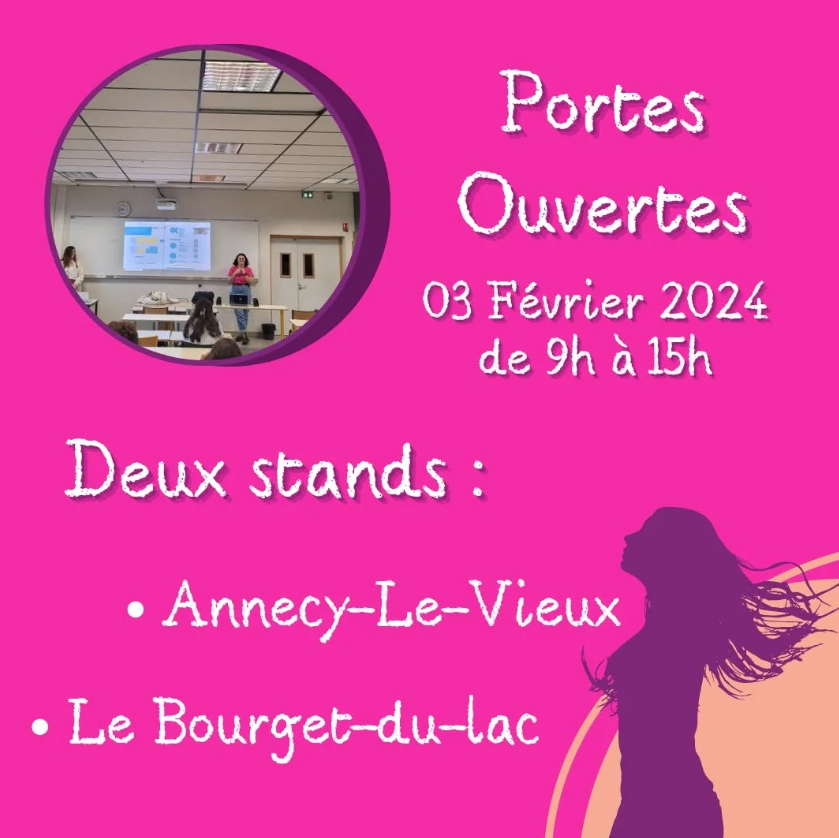 Portes
Ouvertes
03 Février 2024
de 9h à 15h
Deux stands :
• Annecy-Le-Vieux
• Le Bourget-du-lac